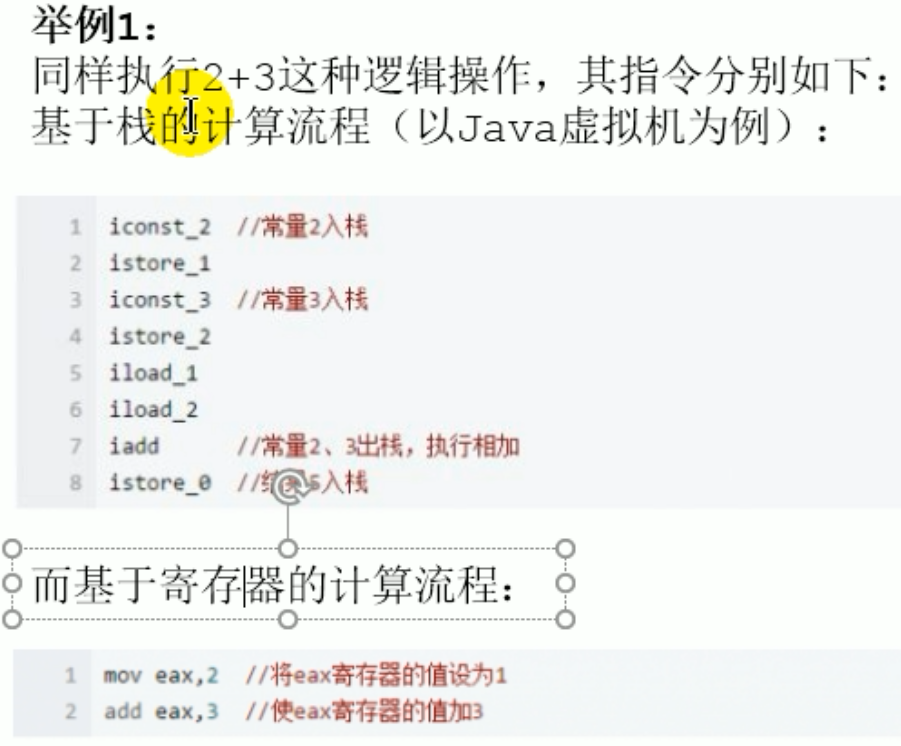 举例1：
同样执行2+3这种逻辑操作，其指令分别如下：
基于栈的计算流程（以Java虚拟机为例）：
1 iconst_2 //常量2入栈
2 istore_1
3 iconst_3 //常量3入栈
4 istore_2
5 iload_1
6 iload_2
7 iadd //常量2、3出栈，执行相加
8 istore_0 //结果5入栈
而基于寄存器的计算流程：
1 mov eax,2 //将eax寄存器的值设为1
2 add eax,3 //使eax寄存器的值加3